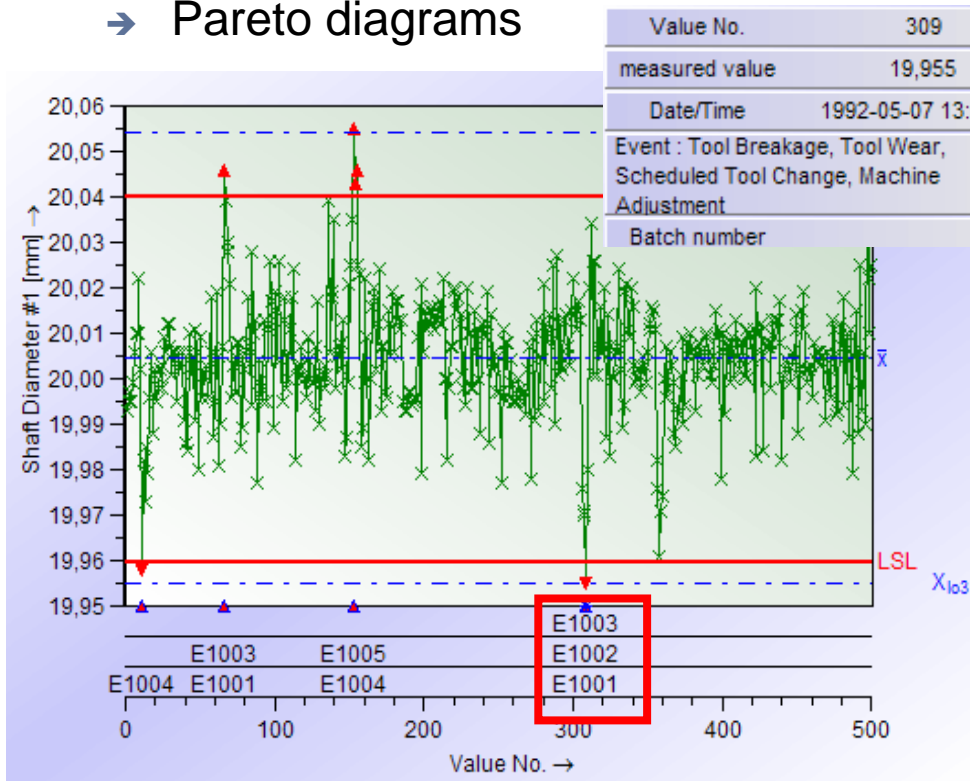 → Pareto diagrams
Value No. 309
measured value 19,955
Date/Time 1992-05-07 13:
Event : Tool Breakage, Tool Wear,
Scheduled Tool Change, Machine
Adjustment
Batch number
Shaft Diameter #1 [mm] →
20,06
20,05
20,04
20,03
20,02
20,01
20,00
19,99
19,98
19,97
19,96
19,95
x̄
LSL
Xlo3
E1003
E1003 E1005 E1002
E1004 E1001 E1004 E1001
0 100 200 300 400 500
Value No. →